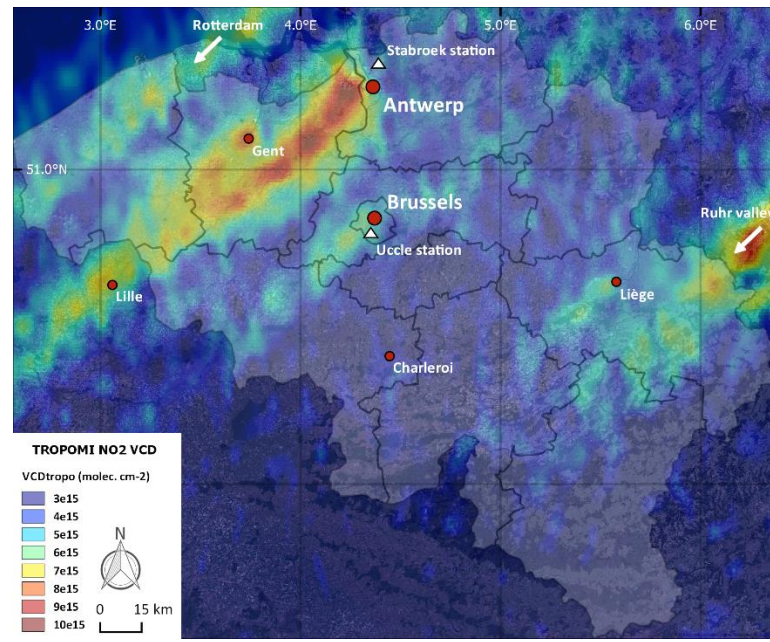 3.0°E
4.0°E
5.0°E
6.0°E
Rotterdam
Stabroek station
Antwerp
Gent
51.0°N
Brussels
Ruhr valley
Uccle station
Lille
Liège
Charleroi
TROPOMI NO2 VCD
VCDtropo (molec. cm-2)
3e15
4e15
5e15
6e15
7e15
8e15
9e15
10e15
N
0 15 km